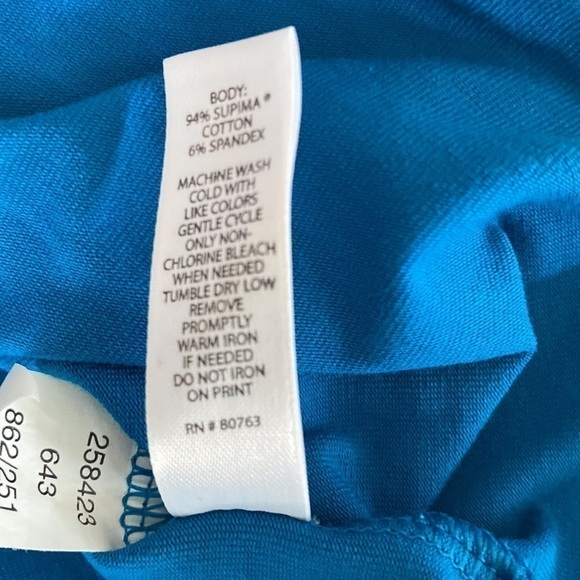 BODY:
94% SUPIMA®
COTTON
6% SPANDEX
MACHINE WASH
COLD WITH
LIKE COLORS
GENTLE CYCLE
ONLY NON-
CHLORINE BLEACH
WHEN NEEDED
TUMBLE DRY LOW
REMOVE
PROMPTLY
WARM IRON
IF NEEDED
DO NOT IRON
ON PRINT
RN # 80763
258423
643
862/251